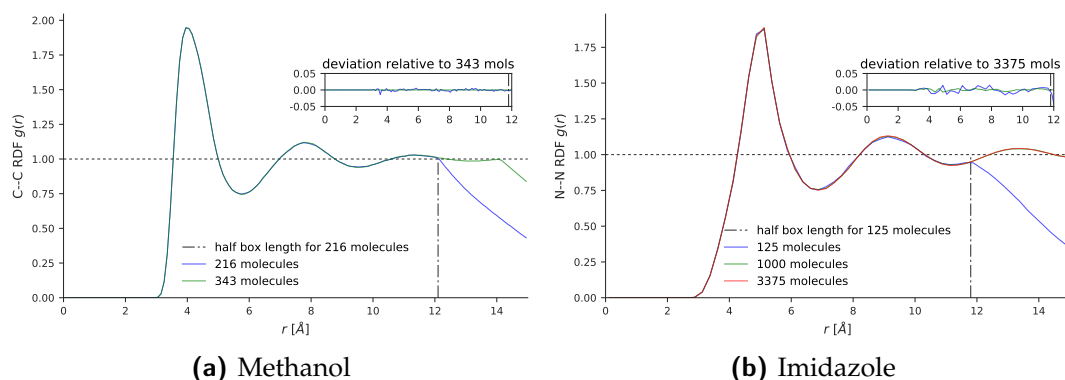 2.00
1.75
1.50
1.25
1.00
0.75
0.50
0.25
0.00
C--C RDF g(r)
deviation relative to 343 mols
0.05
0.00
-0.05
0 2 4 6 8 10 12
half box length for 216 molecules
216 molecules
343 molecules
0 2 4 6 8 10 12 14
r [Å]
(a) Methanol
1.75
1.50
1.25
1.00
0.75
0.50
0.25
0.00
N--N RDF g(r)
deviation relative to 3375 mols
0.05
0.00
-0.05
0 2 4 6 8 10 12
half box length for 125 molecules
125 molecules
1000 molecules
3375 molecules
0 2 4 6 8 10 12 14
r [Å]
(b) Imidazole